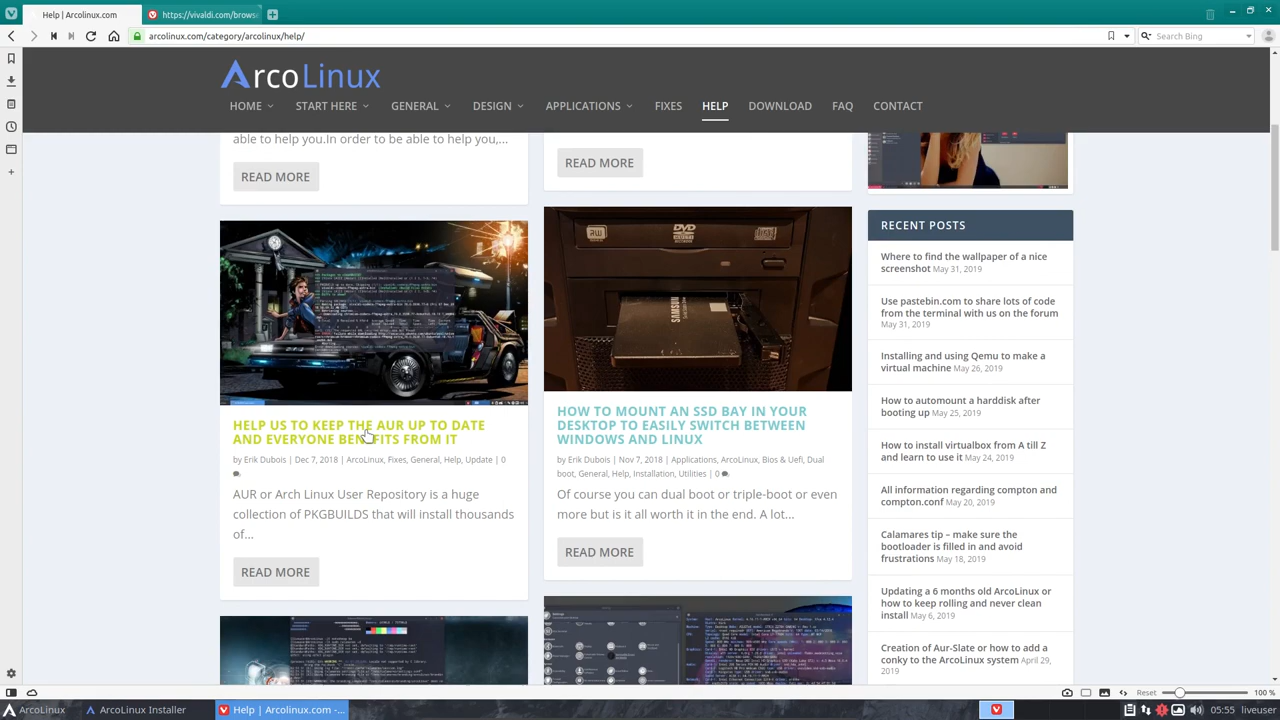 Help | Arcolinux.com
https://vivaldi.com/brows
arcolinux.com/category/arcolinux/help/
Search Bing
ArcoLinux
HOME
START HERE
GENERAL
DESIGN
APPLICATIONS
FIXES
HELP
DOWNLOAD
FAQ
CONTACT
able to help you.In order to be able to help you,...
READ MORE
READ MORE
HELP US TO KEEP THE AUR UP TO DATE
AND EVERYONE BENEFITS FROM IT
by Erik Dubois | Dec 7, 2018 | ArcoLinux, Fixes, General, Help, Update | 0
AUR or Arch Linux User Repository is a huge
collection of PKGBUILDS that will install thousands
of...
READ MORE
RW
DVD
SAMSUNG
HOW TO MOUNT AN SSD BAY IN YOUR
DESKTOP TO EASILY SWITCH BETWEEN
WINDOWS AND LINUX
by Erik Dubois | Nov 7, 2018 | Applications, ArcoLinux, Bios & Uefi, Dual
boot, General, Help, Installation, Utilities | 0
Of course you can dual boot or triple-boot or even
more but is it all worth it in the end. A lot...
READ MORE
RECENT POSTS
Where to find the wallpaper of a nice
screenshot May 31, 2019
Use pastebin.com to share lots of code
from the terminal with us on the forum
May 31, 2019
Installing and using Qemu to make a
virtual machine May 26, 2019
How to automount a harddisk after
booting up May 25, 2019
How to install virtualbox from A till Z
and learn to use it May 24, 2019
All information regarding compton and
compton.conf May 20, 2019
Calamares tip – make sure the
bootloader is filled in and avoid
frustrations May 18, 2019
Updating a 6 months old ArcoLinux or
how to keep rolling and never clean
install May 6, 2019
Creation of Aur-Slate or how to add a
conky to the ArcoLinux system April 29,
2019
Reset
100 %
ArcoLinux
ArcoLinux Installer
Help | Arcolinux.com -...
05:55
liveuser